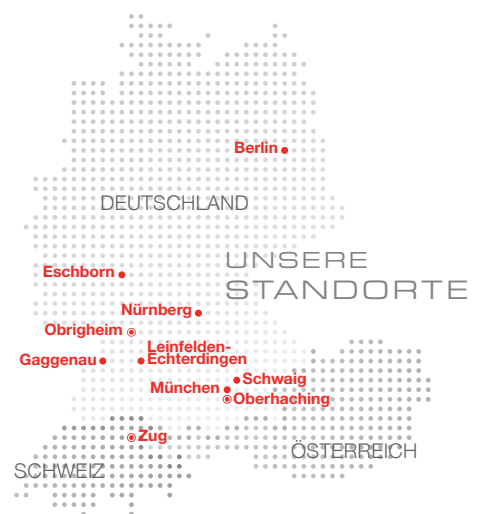 Berlin
DEUTSCHLAND
UNSERE
STANDORTE
Eschborn
Nürnberg
Obrigheim
Leinfelden-
Echterdingen
Gaggenau
Schwaig
München
Oberhaching
Zug
ÖSTERREICH
SCHWEIZ